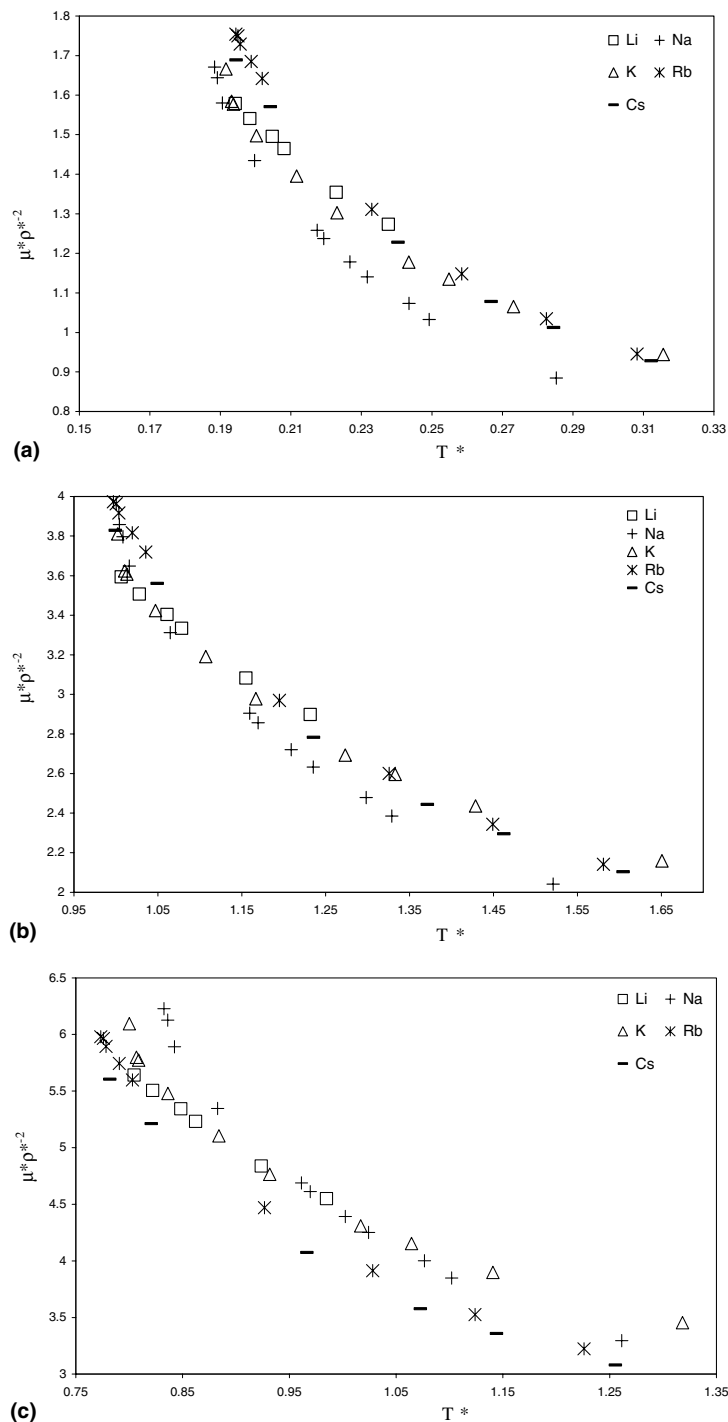 1.8
1.7
1.6
1.5
1.4
1.3
1.2
1.1
1
0.9
0.8
μ*ρ*⁻²
Li Na
K Rb
Cs
0.15 0.17 0.19 0.21 0.23 0.25 0.27 0.29 0.31 0.33
T *
(a)
4
3.8
3.6
3.4
3.2
3
2.8
2.6
2.4
2.2
2
μ*ρ*⁻²
Li
Na
K
Rb
Cs
0.95 1.05 1.15 1.25 1.35 1.45 1.55 1.65
T *
(b)
6.5
6
5.5
5
4.5
4
3.5
3
μ*ρ*⁻²
Li Na
K Rb
Cs
0.75 0.85 0.95 1.05 1.15 1.25 1.35
T *
(c)